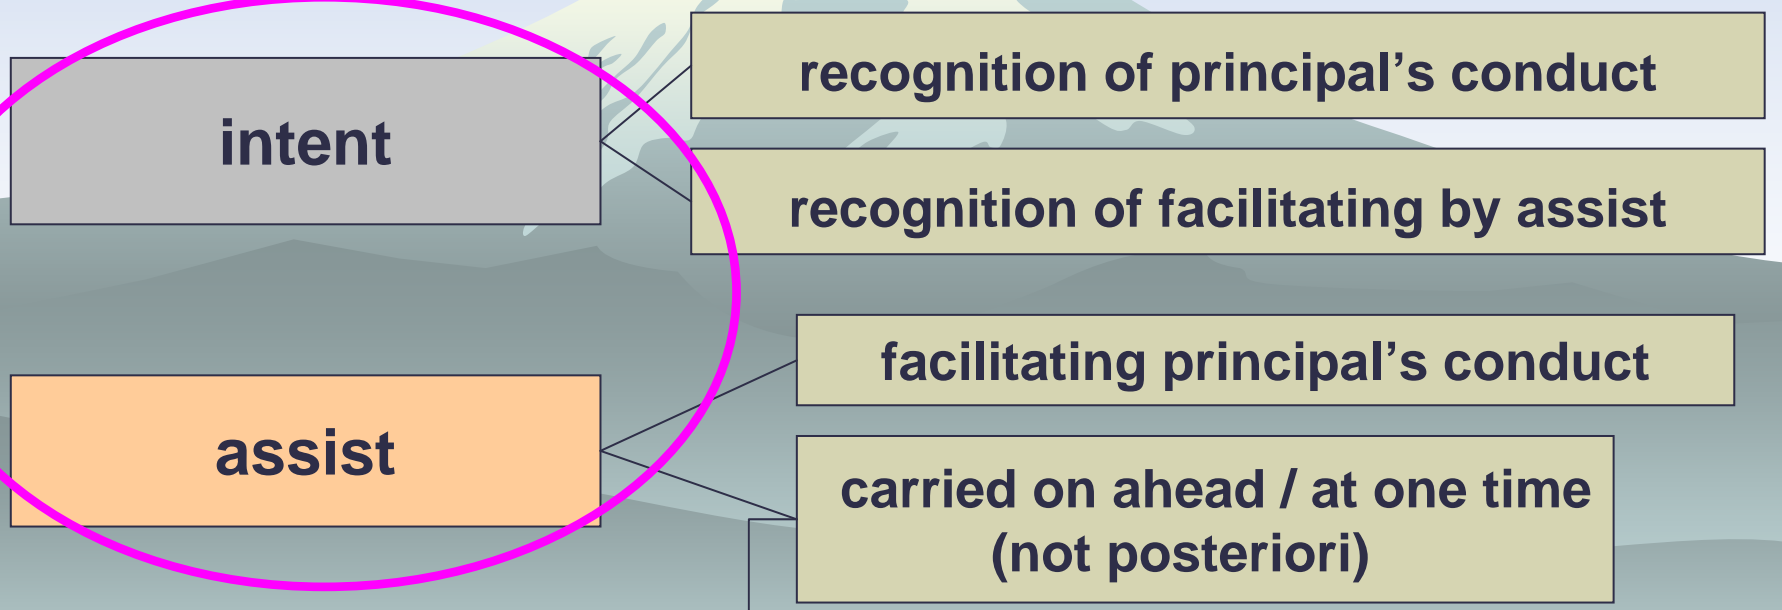 intent
recognition of principal’s conduct
recognition of facilitating by assist
assist
facilitating principal’s conduct
carried on ahead / at one time
(not posteriori)